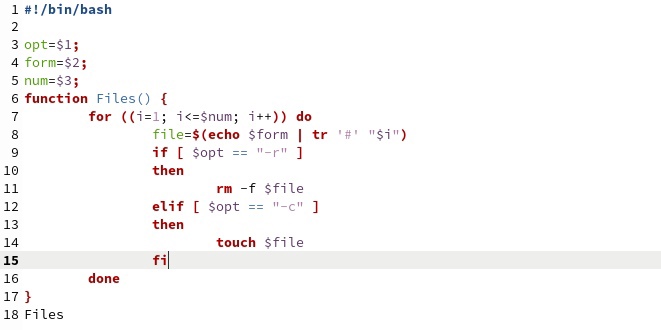 1 #!/bin/bash
2
3 opt=$1;
4 form=$2;
5 num=$3;
6 function Files() {
7 for ((i=1; i<=$num; i++)) do
8 file=$(echo $form | tr '#' "$i")
9 if [ $opt == "-r" ]
10 then
11 rm -f $file
12 elif [ $opt == "-c" ]
13 then
14 touch $file
15 fi
16 done
17 }
18 Files